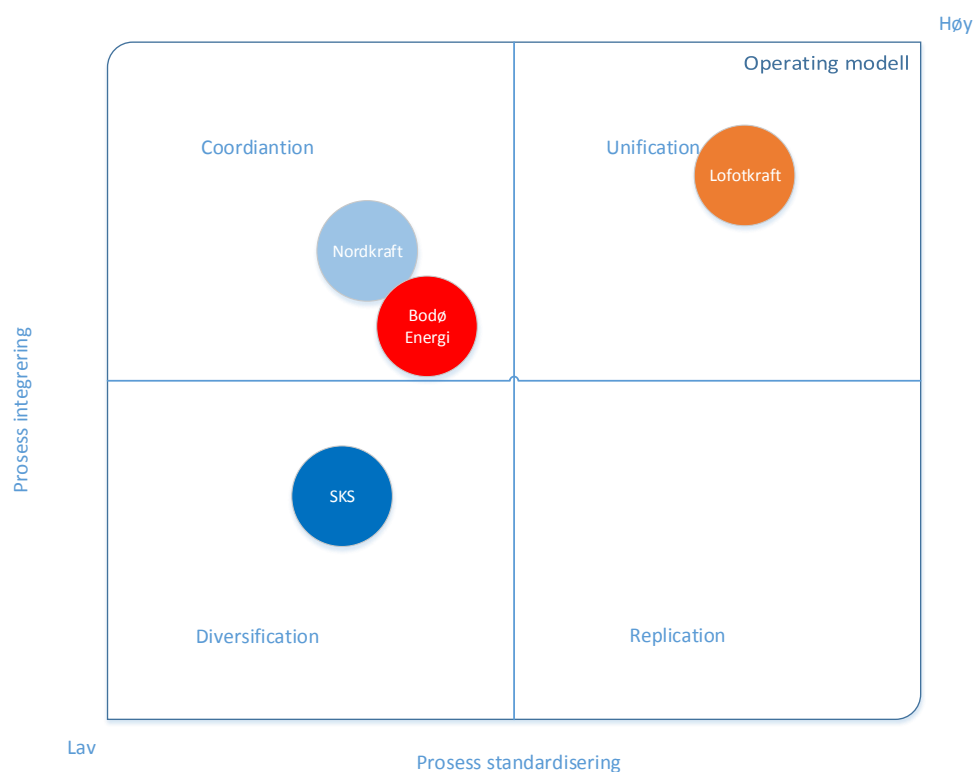 Høy
Operating modell
Coordiantion
Unification
Lofotkraft
Nordkraft
Bodø
Energi
Prosess integrering
SKS
Diversification
Replication
Lav
Prosess standardisering